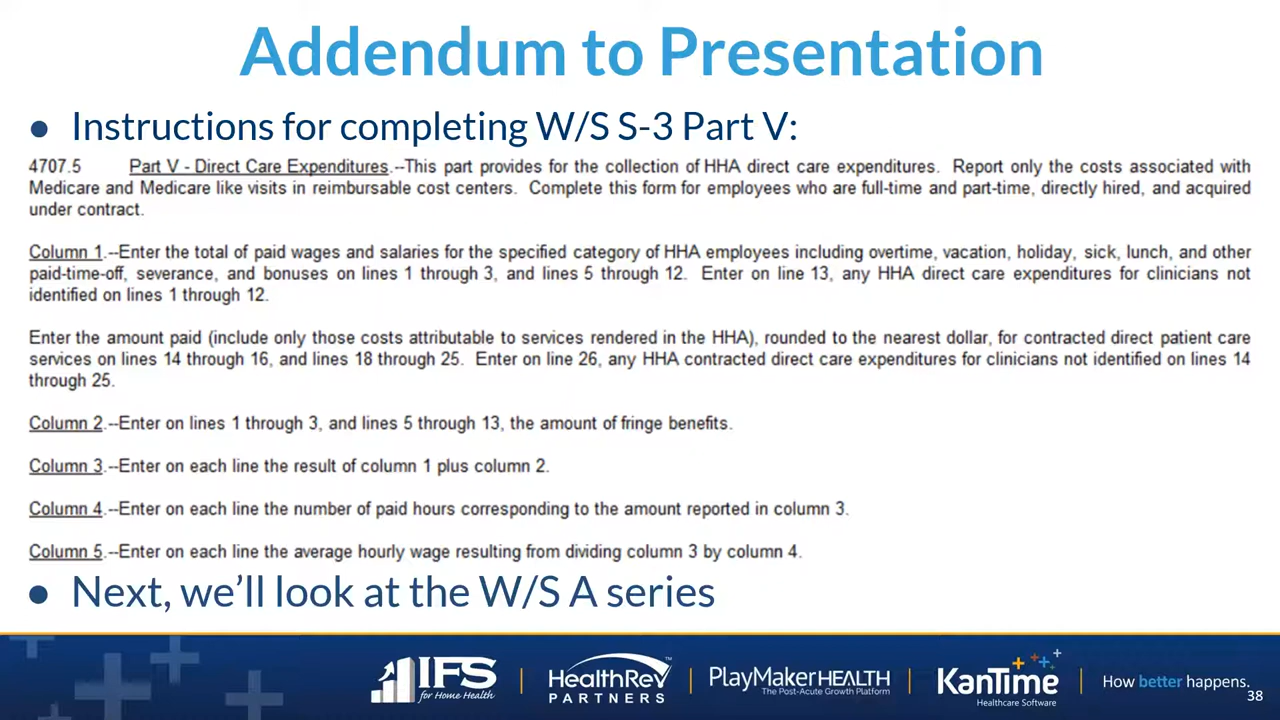 Addendum to Presentation
● Instructions for completing W/S S-3 Part V:
4707.5 Part V - Direct Care Expenditures.--This part provides for the collection of HHA direct care expenditures. Report only the costs associated with
Medicare and Medicare like visits in reimbursable cost centers. Complete this form for employees who are full-time and part-time, directly hired, and acquired
under contract.
Column 1.--Enter the total of paid wages and salaries for the specified category of HHA employees including overtime, vacation, holiday, sick, lunch, and other
paid-time-off, severance, and bonuses on lines 1 through 3, and lines 5 through 12. Enter on line 13, any HHA direct care expenditures for clinicians not
identified on lines 1 through 12.
Enter the amount paid (include only those costs attributable to services rendered in the HHA), rounded to the nearest dollar, for contracted direct patient care
services on lines 14 through 16, and lines 18 through 25. Enter on line 26, any HHA contracted direct care expenditures for clinicians not identified on lines 14
through 25.
Column 2.--Enter on lines 1 through 3, and lines 5 through 13, the amount of fringe benefits.
Column 3.--Enter on each line the result of column 1 plus column 2.
Column 4.--Enter on each line the number of paid hours corresponding to the amount reported in column 3.
Column 5.--Enter on each line the average hourly wage resulting from dividing column 3 by column 4.
● Next, we'll look at the W/S A series
IFS
for Home Health
HealthRev™
PARTNERS
PlayMakerHEALTH
The Post-Acute Growth Platform
KanTime
Healthcare Software
How better happens.
38